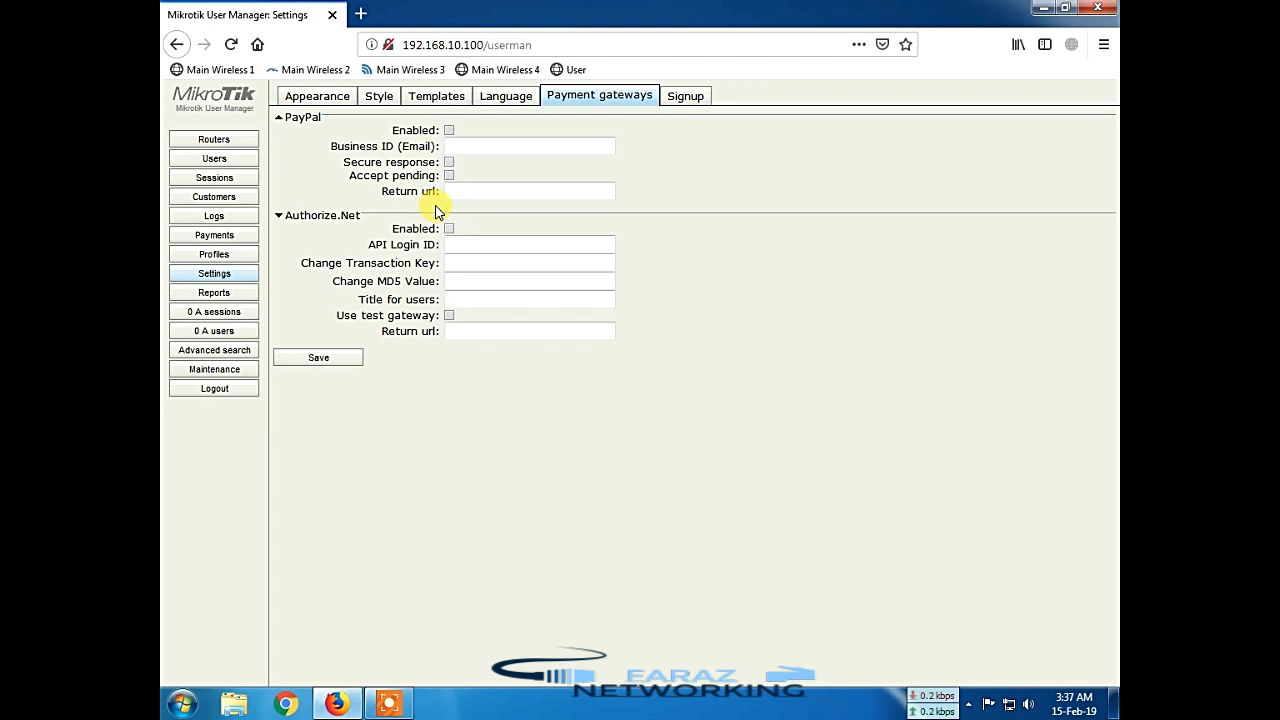 Mikrotik User Manager: Settings
192.168.10.100/userman
Main Wireless 1 Main Wireless 2 Main Wireless 3 Main Wireless 4 User
MikroTik
Mikrotik User Manager
Routers
Users
Sessions
Customers
Logs
Payments
Profiles
Settings
Reports
0 A sessions
0 A users
Advanced search
Maintenance
Logout
Appearance Style Templates Language Payment gateways Signup
PayPal
Enabled:
Business ID (Email):
Secure response:
Accept pending:
Return url:
Authorize.Net
Enabled:
API Login ID:
Change Transaction Key:
Change MD5 Value:
Title for users:
Use test gateway:
Return url:
Save
EARAZ
NETWORKING
0.2 kbps
0.2 kbps
3:37 AM
15-Feb-19